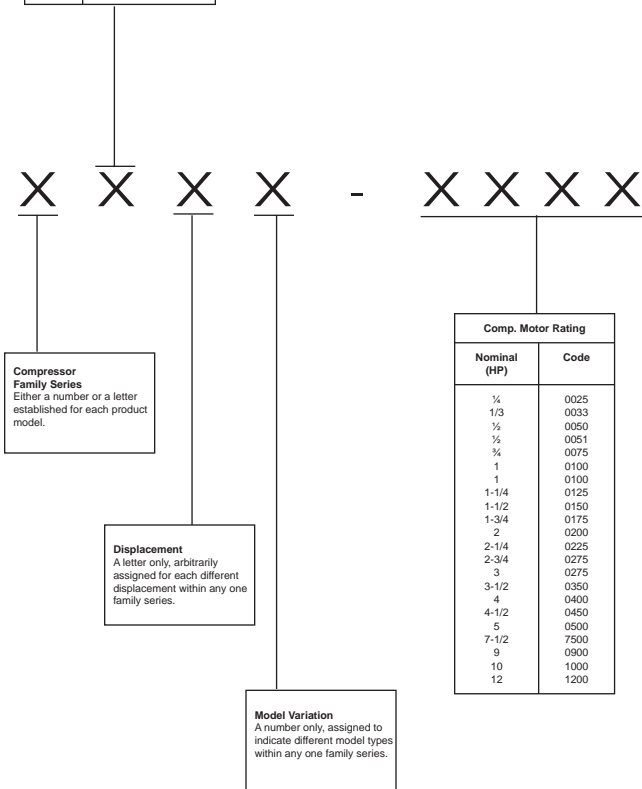 X X X X - X X X X
Compressor
Family Series
Either a number or a letter
established for each product
model.
Displacement
A letter only, arbitrarily
assigned for each different
displacement within any one
family series.
Model Variation
A number only, assigned to
indicate different model types
within any one family series.
Comp. Motor Rating
Nominal Code
(HP)
¼ 0025
1/3 0033
½ 0050
½ 0051
¾ 0075
1 0100
1 0100
1-1/4 0125
1-1/2 0150
1-3/4 0175
2 0200
2-1/4 0225
2-3/4 0275
3 0275
3-1/2 0350
4 0400
4-1/2 0450
5 0500
7-1/2 7500
9 0900
10 1000
12 1200